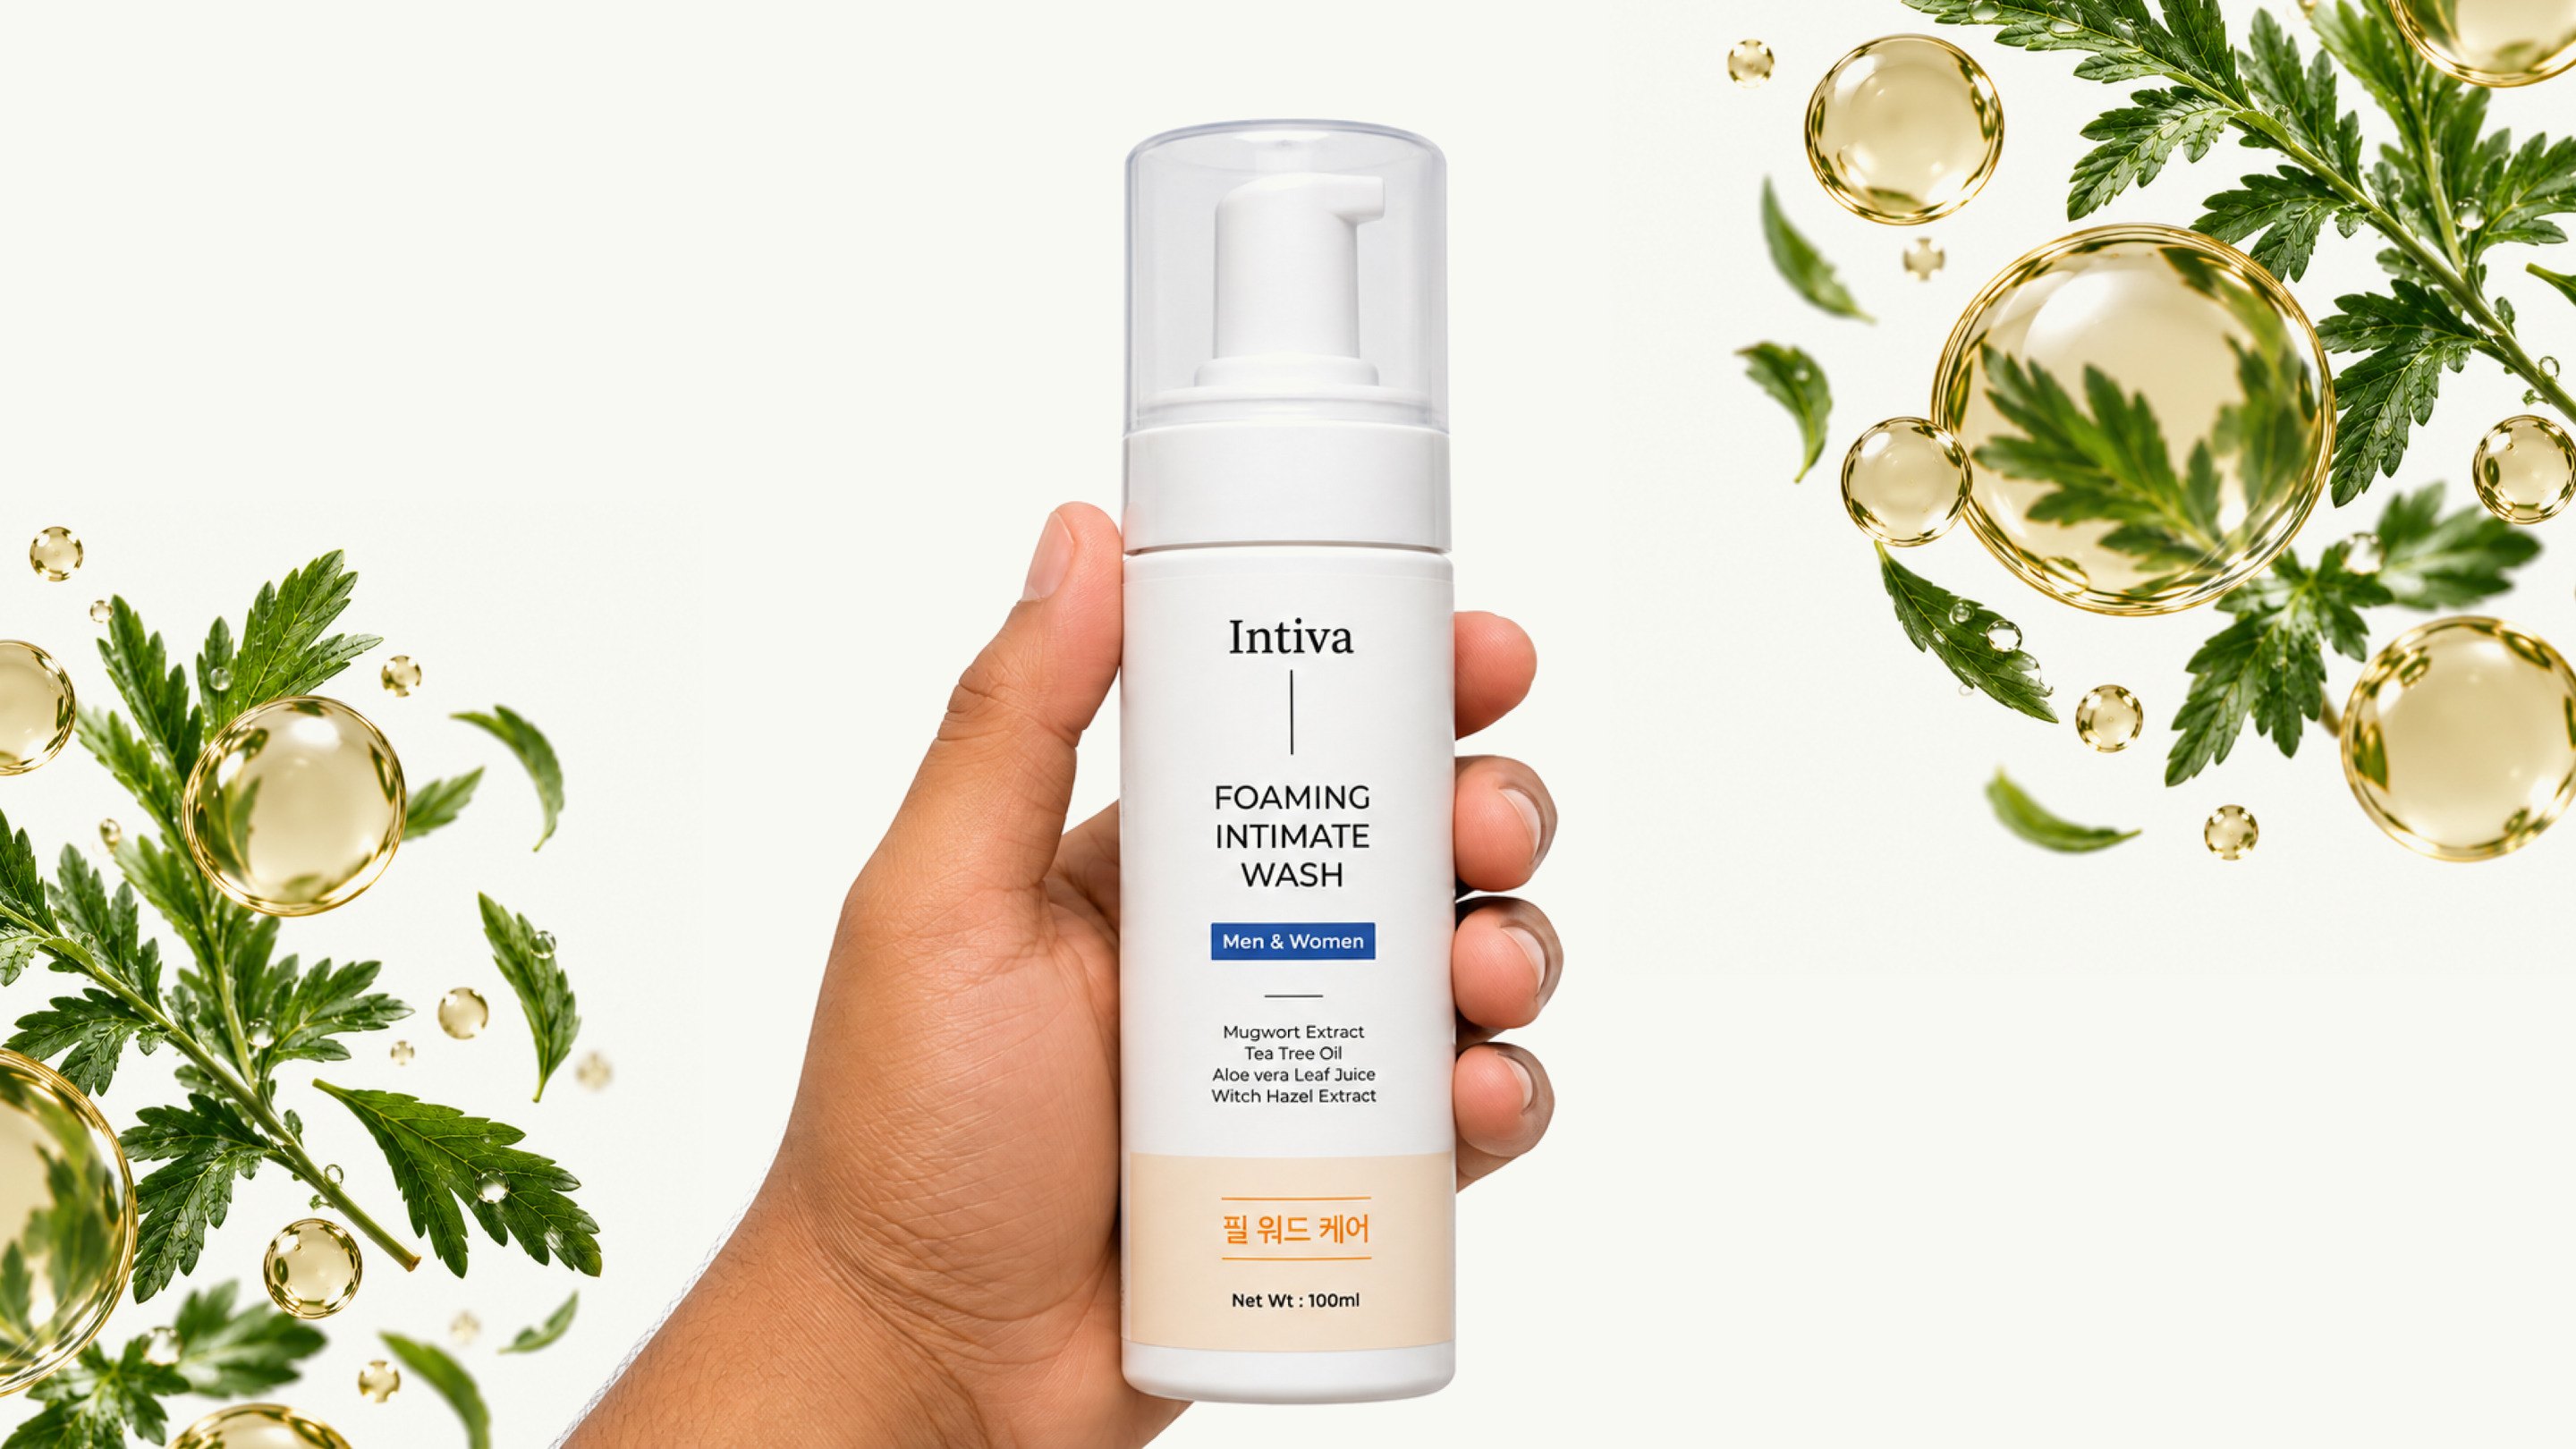 Intiva
FOAMING
INTIMATE
WASH
Men & Women
Mugwort Extract
Tea Tree Oil
Aloe vera Leaf Juice
Witch Hazel Extract
필 워드 케어
Net Wt : 100ml